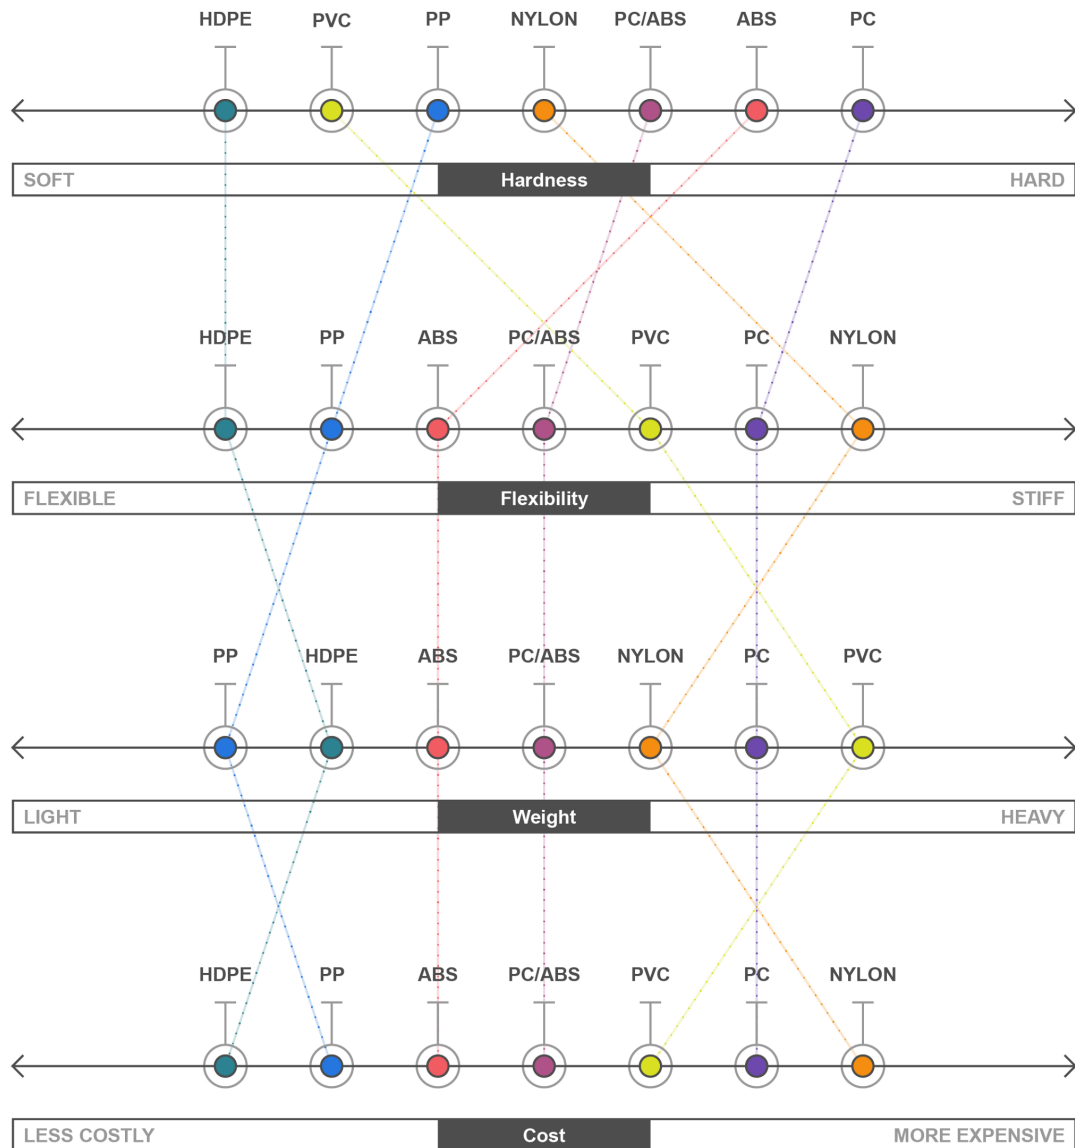 HDPE PVC PP NYLON PC/ABS ABS PC
SOFT Hardness HARD
HDPE PP ABS PC/ABS PVC PC NYLON
FLEXIBLE Flexibility STIFF
PP HDPE ABS PC/ABS NYLON PC PVC
LIGHT Weight HEAVY
HDPE PP ABS PC/ABS PVC PC NYLON
LESS COSTLY Cost MORE EXPENSIVE